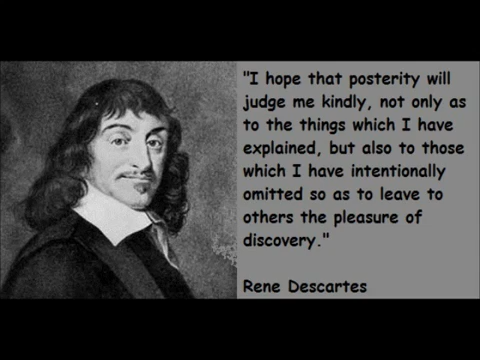 "I hope that posterity will
judge me kindly, not only as
to the things which I have
explained, but also to those
which I have intentionally
omitted so as to leave to
others the pleasure of
discovery."
Rene Descartes